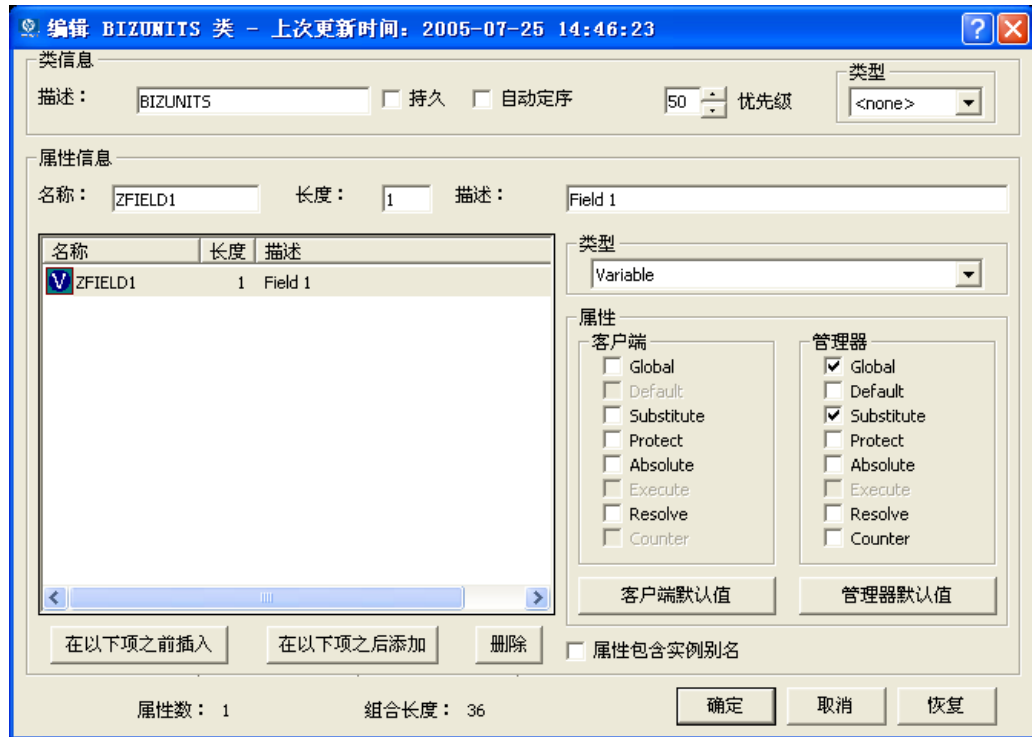 编辑 BIZUNITS 类 - 上次更新时间: 2005-07-25 14:46:23
类信息
描述： BIZUNITS 持久 自动定序 50 优先级
类型
<none>
属性信息
名称： ZFIELD1 长度： 1 描述： Field 1
名称 长度 描述
V ZFIELD1 1 Field 1
类型
Variable
属性
客户端
Global
Default
Substitute
Protect
Absolute
Execute
Resolve
Counter
管理器
Global
Default
Substitute
Protect
Absolute
Execute
Resolve
Counter
客户端默认值 管理器默认值
在以下项之前插入 在以下项之后添加 删除 属性包含实例别名
属性数： 1 组合长度： 36 确定 取消 恢复